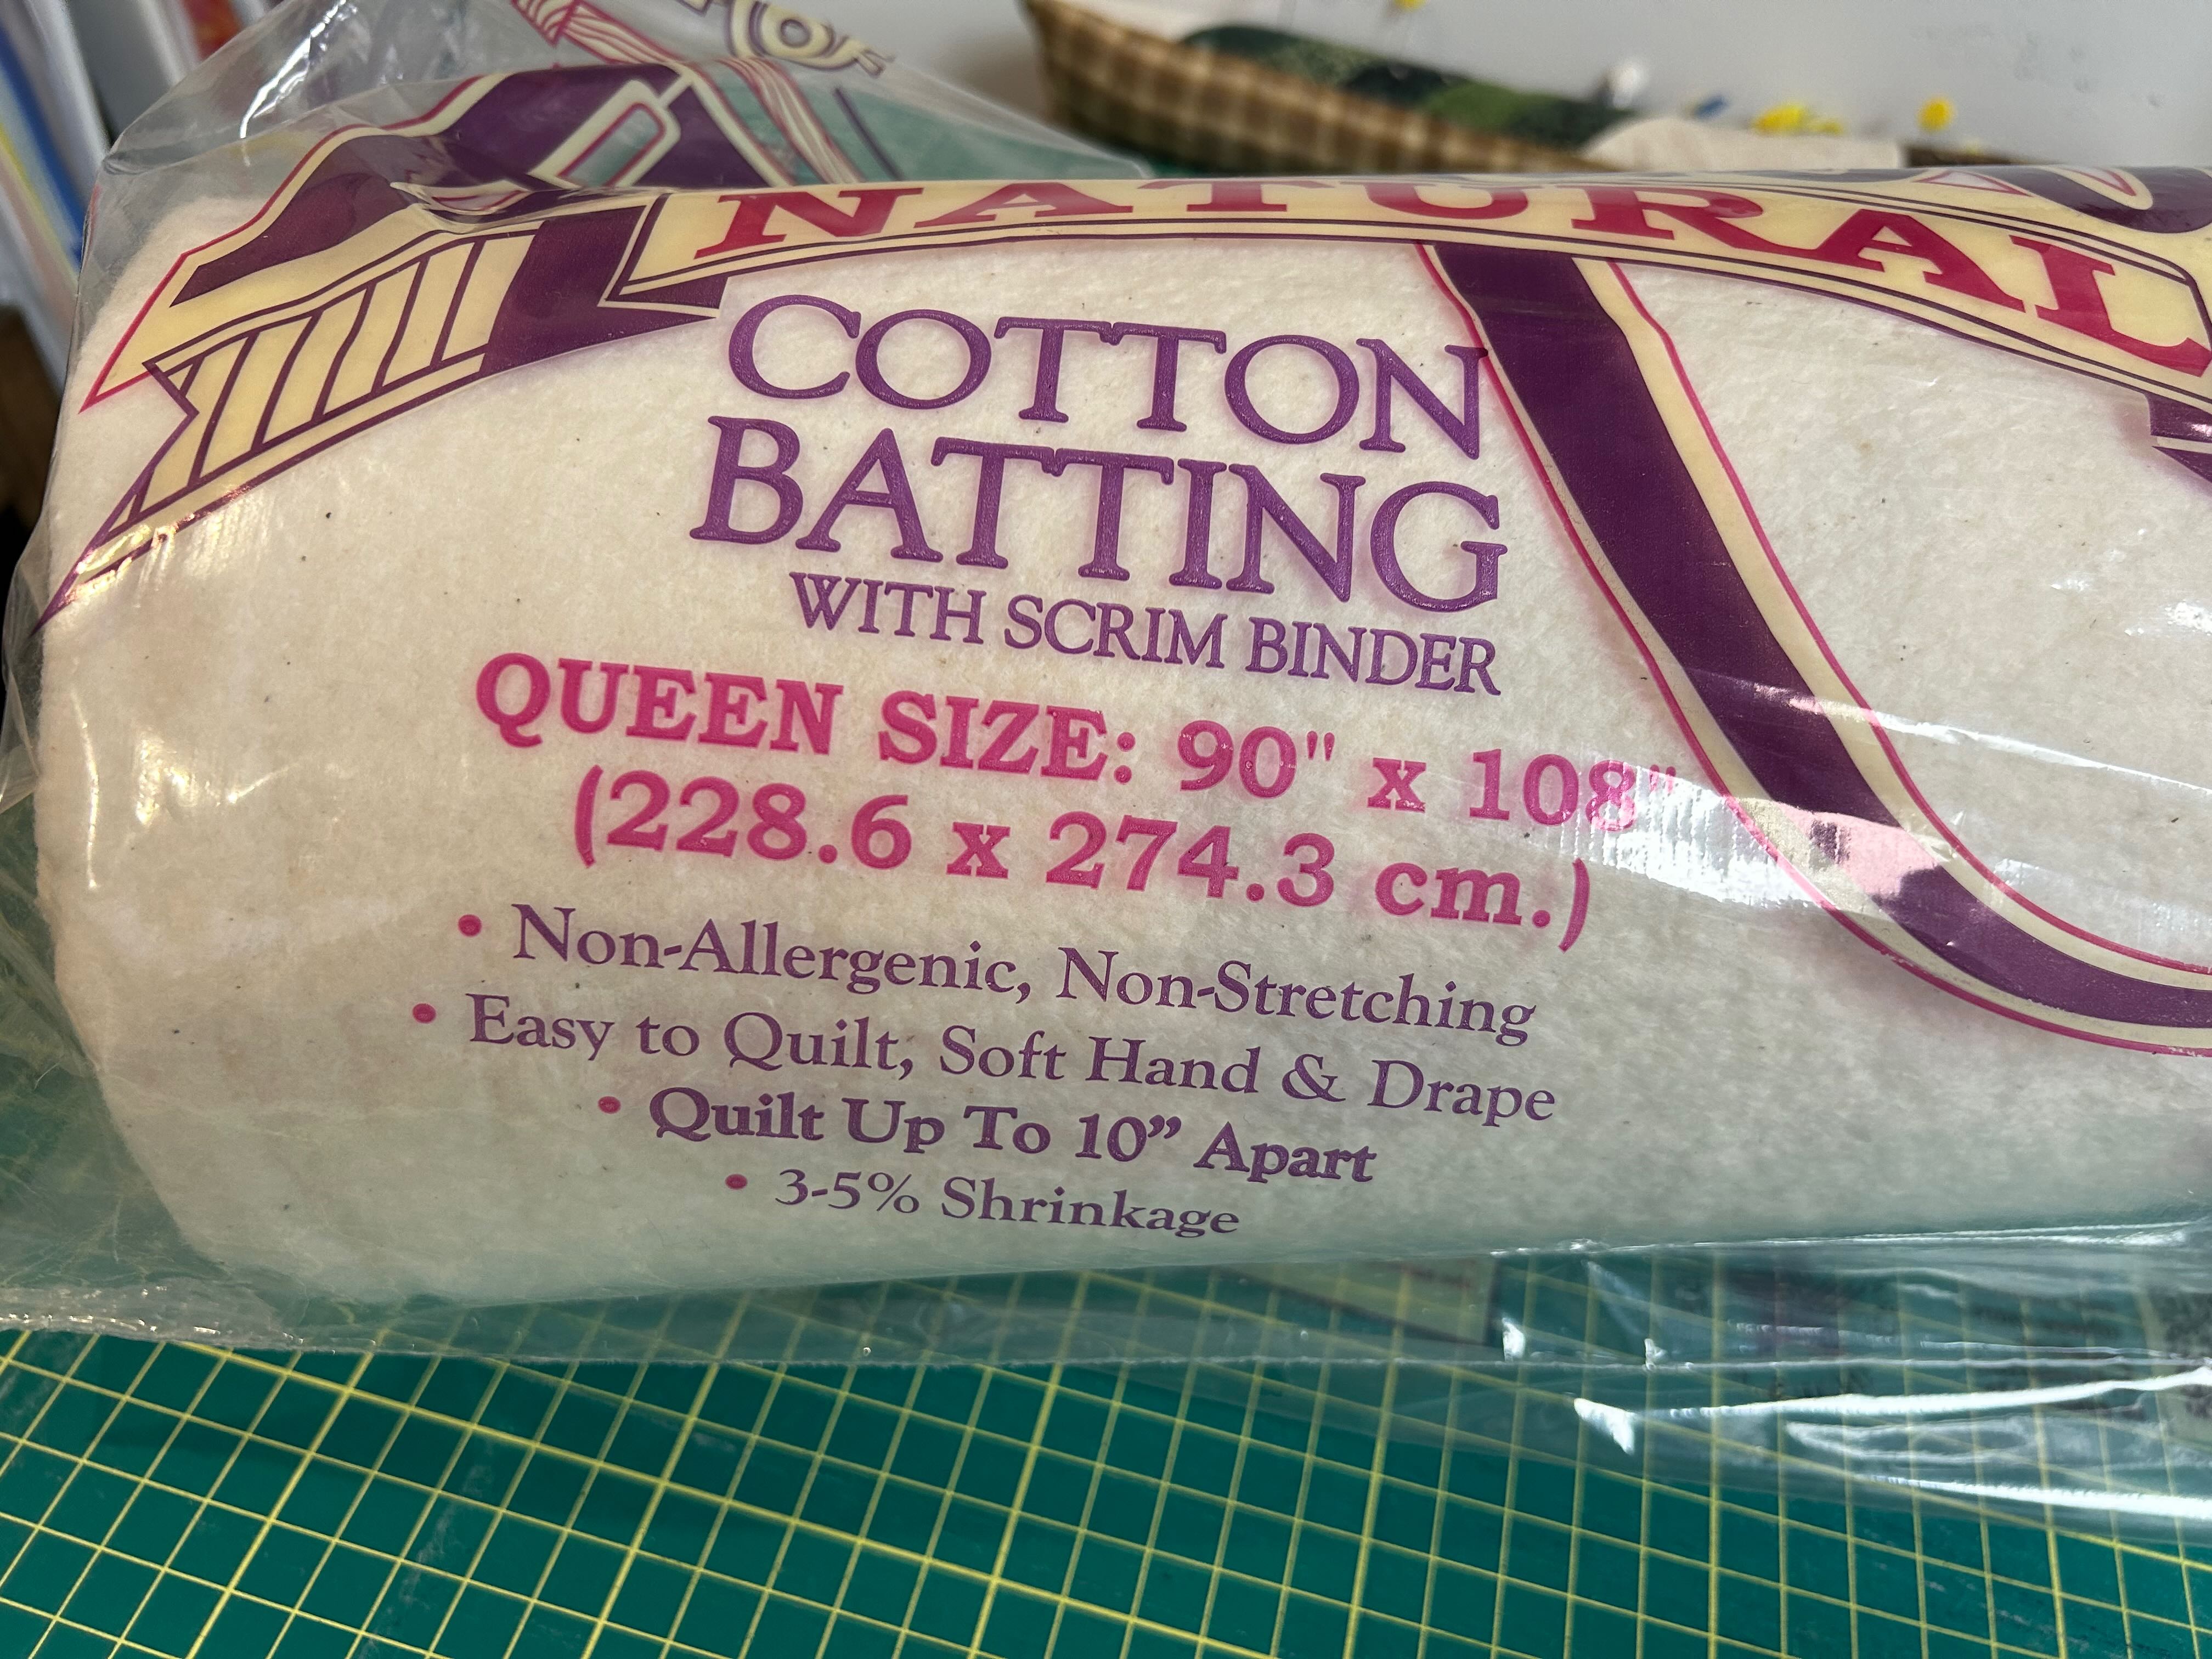 NATURAL
COTTON
BATTING
WITH SCRIM BINDER
QUEEN SIZE: 90" x 108"
(228.6 x 274.3 cm.)
• Non-Allergenic, Non-Stretching
• Easy to Quilt, Soft Hand & Drape
• Quilt Up To 10” Apart
• 3-5% Shrinkage